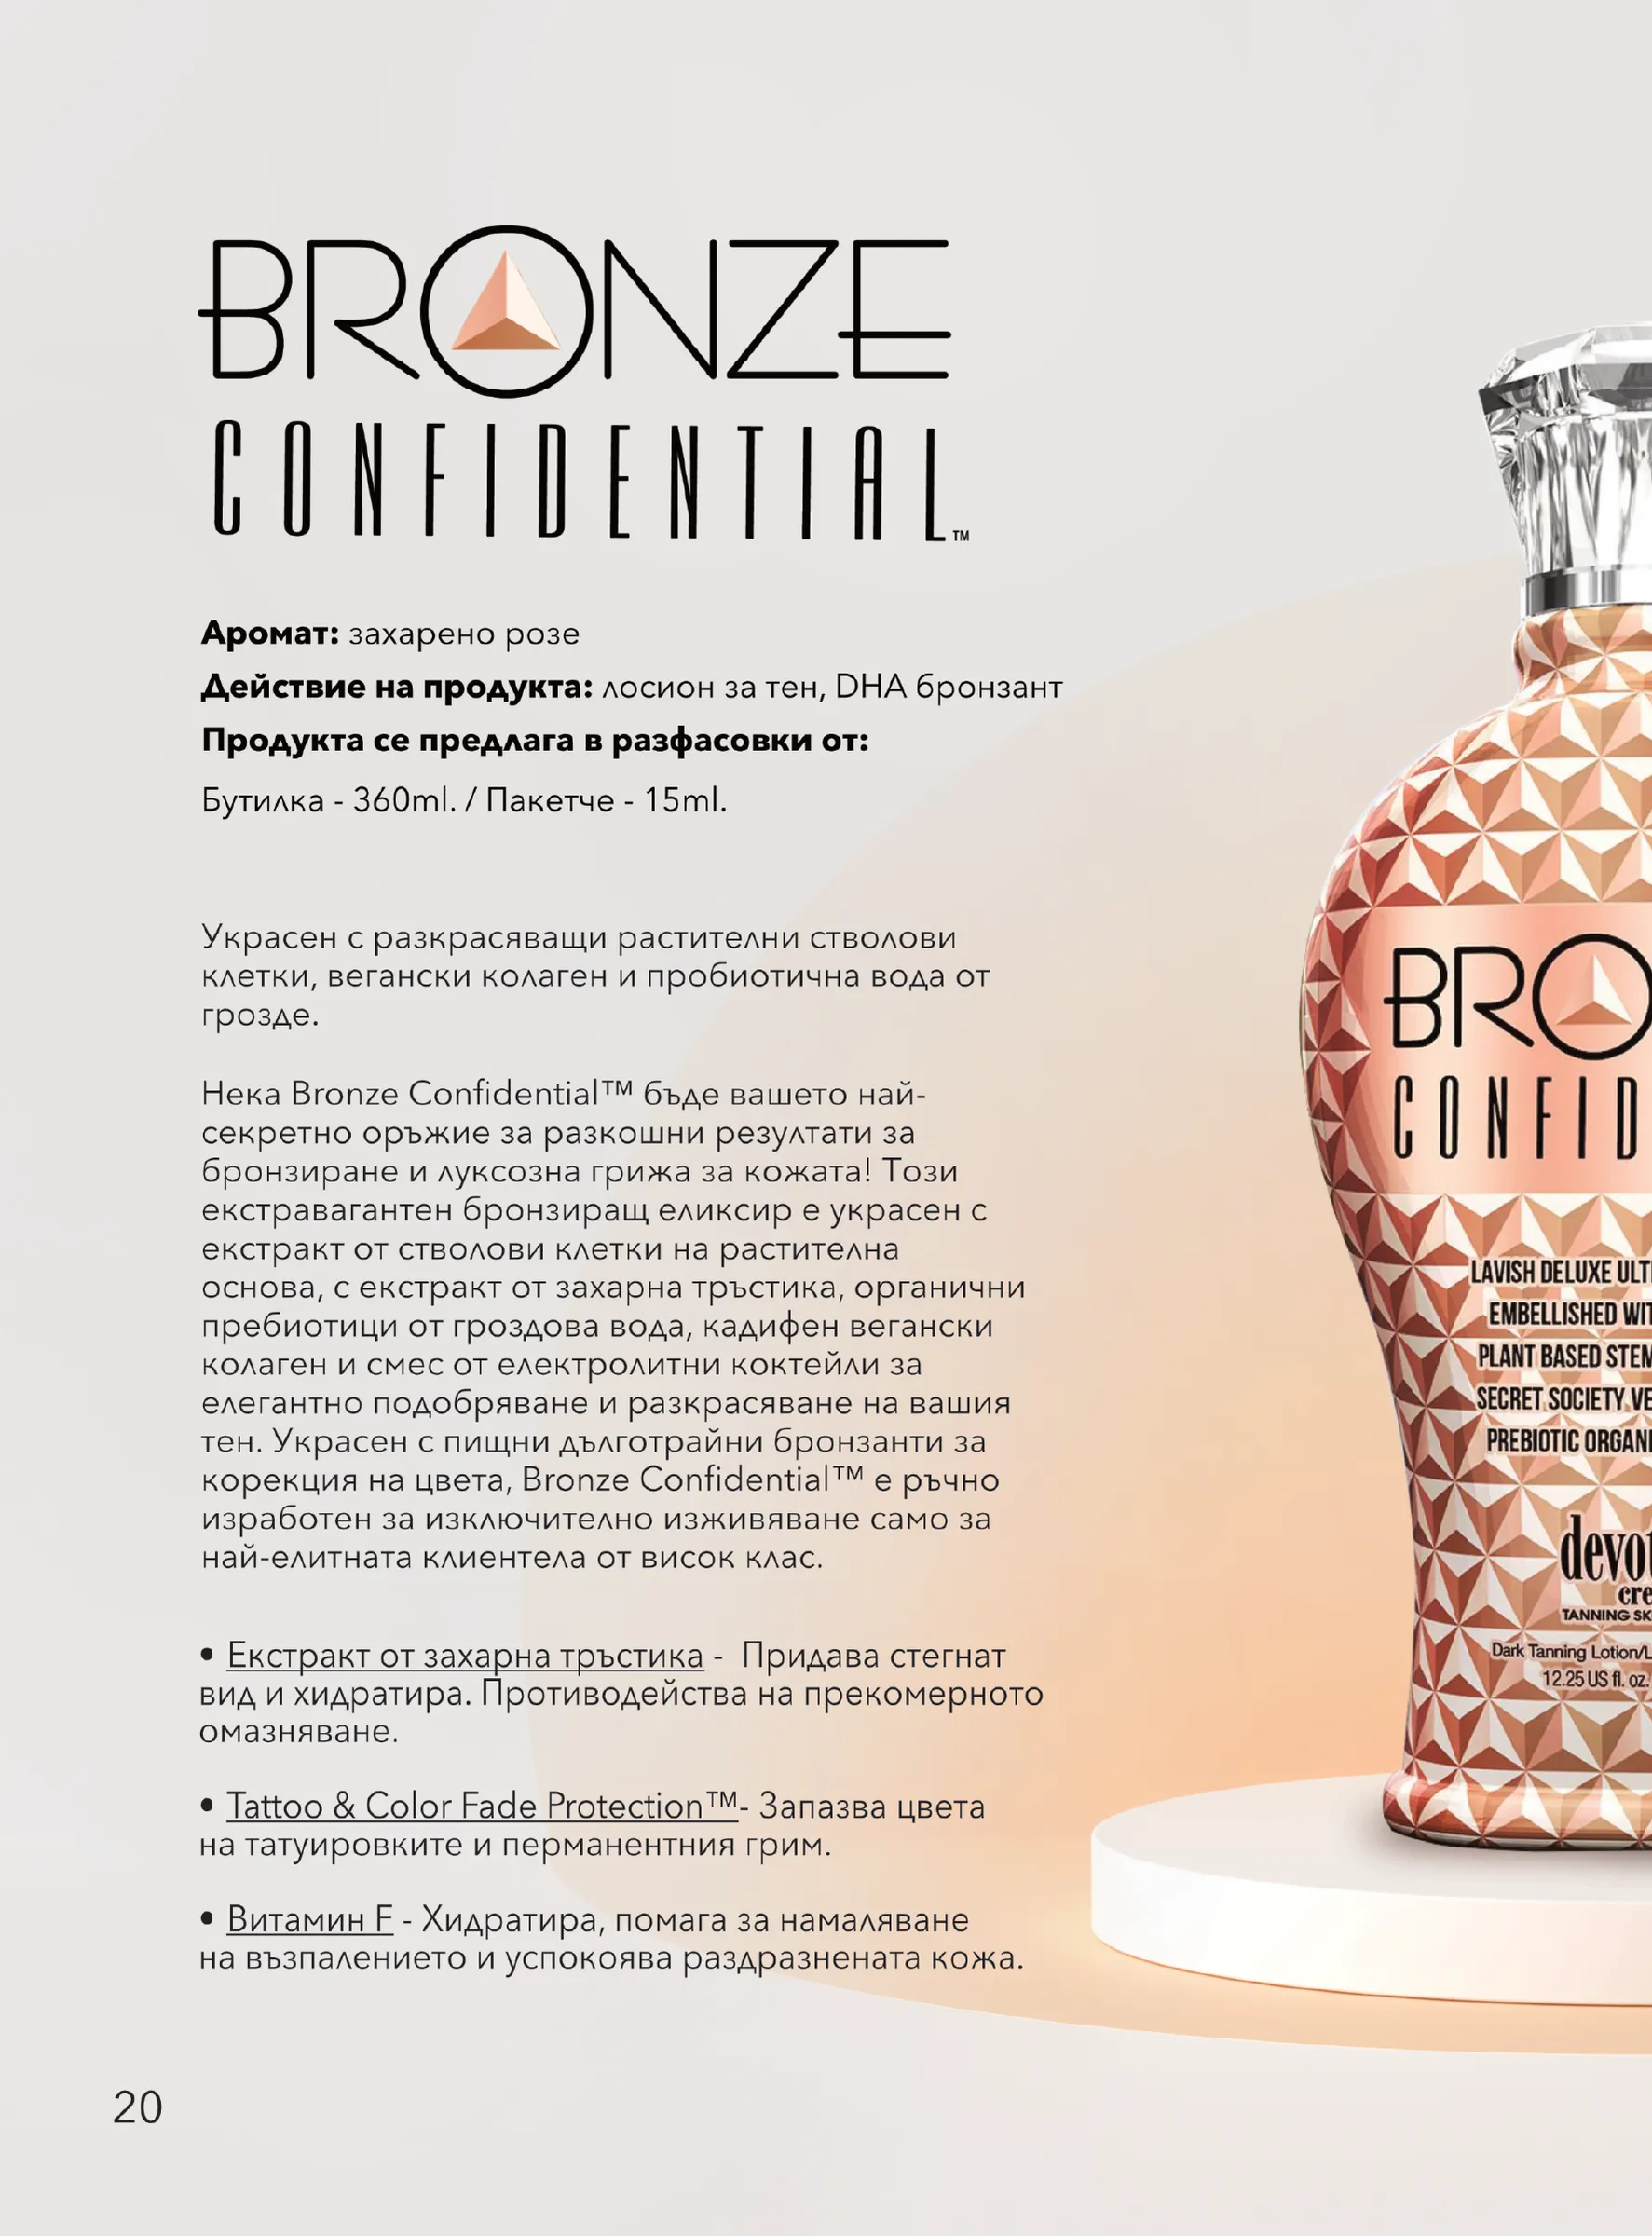 BRONZE
CONFIDENTIAL™
Аромат: захарено розе
Действие на продукта: лосион за тен, DHA бронзант
Продукта се предлага в разфасовки от:
Бутилка - 360ml. / Пакетче - 15ml.
Украсен с разкрасяващи растителни стволови
клетки, вегански колаген и пробиотична вода от
грозде.
Нека Bronze Confidential™ бъде вашето най-
секретно оръжие за разкошни резултати за
бронзиране и луксозна грижа за кожата! Този
екстравагантен бронзиращ еликсир е украсен с
екстракт от стволови клетки на растителна
основа, с екстракт от захарна тръстика, органични
пребиотици от гроздова вода, кадифен вегански
колаген и смес от електролитни коктейли за
елегантно подобряване и разкрасяване на вашия
тен. Украсен с пищни дълготрайни бронзанти за
корекция на цвета, Bronze Confidential™ е ръчно
изработен за изключително изживяване само за
най-елитната клиентела от висок клас.
• Екстракт от захарна тръстика - Придава стегнат
вид и хидратира. Противодейства на прекомерното
омазняване.
• Tattoo & Color Fade Protection™- Запазва цвета
на татуировките и перманентния грим.
• Витамин F - Хидратира, помага за намаляване
на възпалението и успокоява раздразнената кожа.
20
BRO
CONFID
LAVISH DELUXE ULT
EMBELLISHED WIT
PLANT BASED STEM
SECRET SOCIETY VE
PREBIOTIC ORGANI
devot
cre
TANNING SK
Dark Tanning Lotion/L
12.25 US fl. oz.